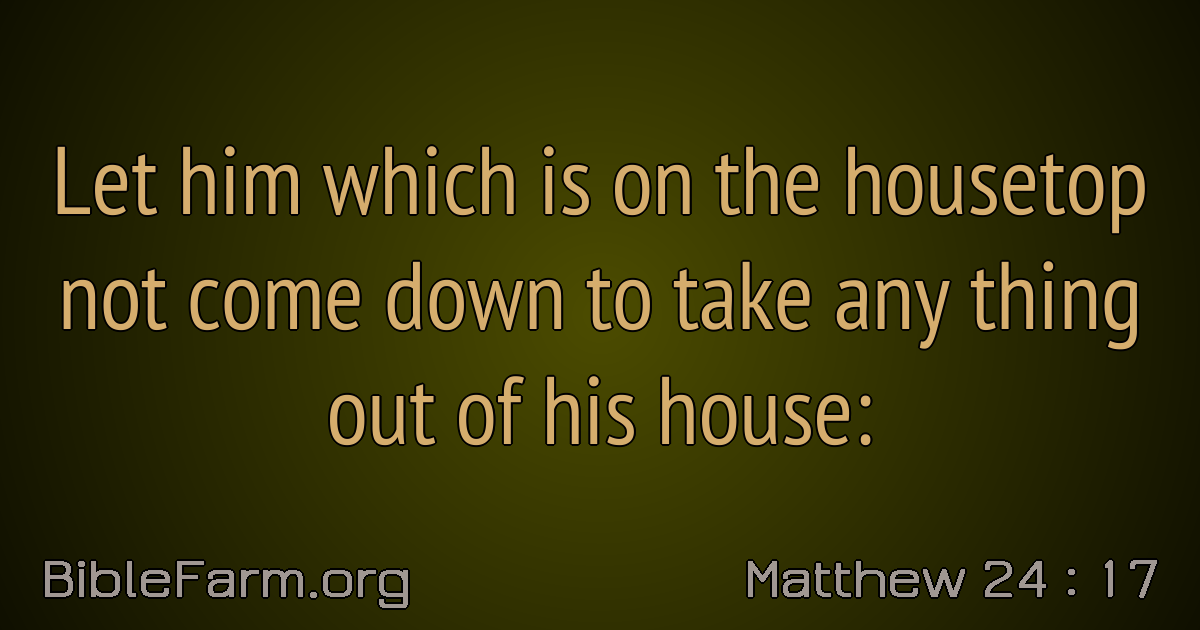 Let him which is on the housetop
not come down to take any thing
out of his house:
BibleFarm.org
Matthew 24 : 17